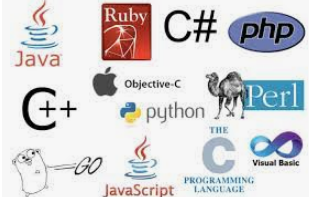 Java
Ruby
C#
php
C++
Objective-C
python
Perl
GO
JavaScript
THE
C
PROGRAMMING
LANGUAGE
Visual Basic